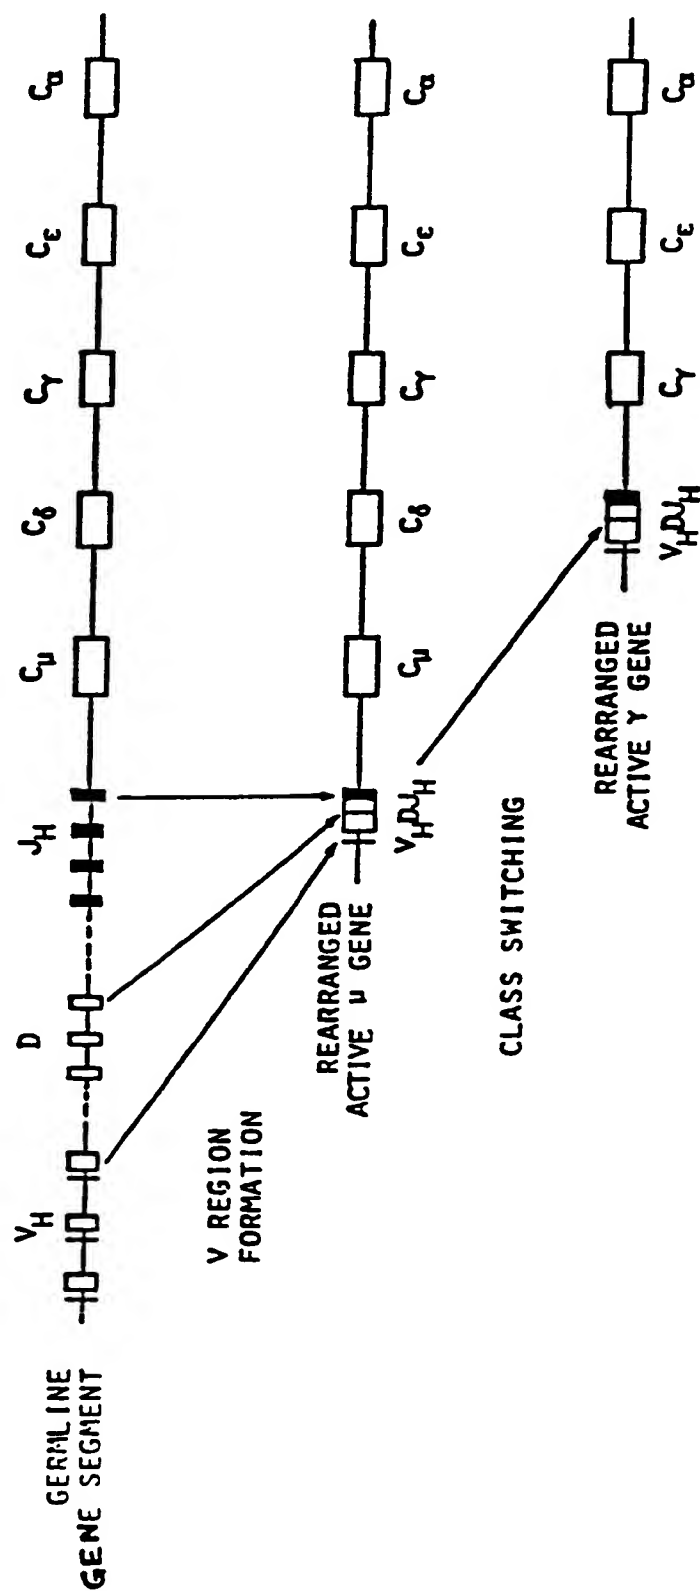 GERMLINE
GENE SEGMENT
V_H D J_H C_μ C_δ C_γ C_ε C_α
V REGION
FORMATION
REARRANGED
ACTIVE μ GENE
V_HDJ_H C_μ C_δ C_γ C_ε C_α
CLASS SWITCHING
REARRANGED
ACTIVE γ GENE
V_HDJ_H C_γ C_ε C_α